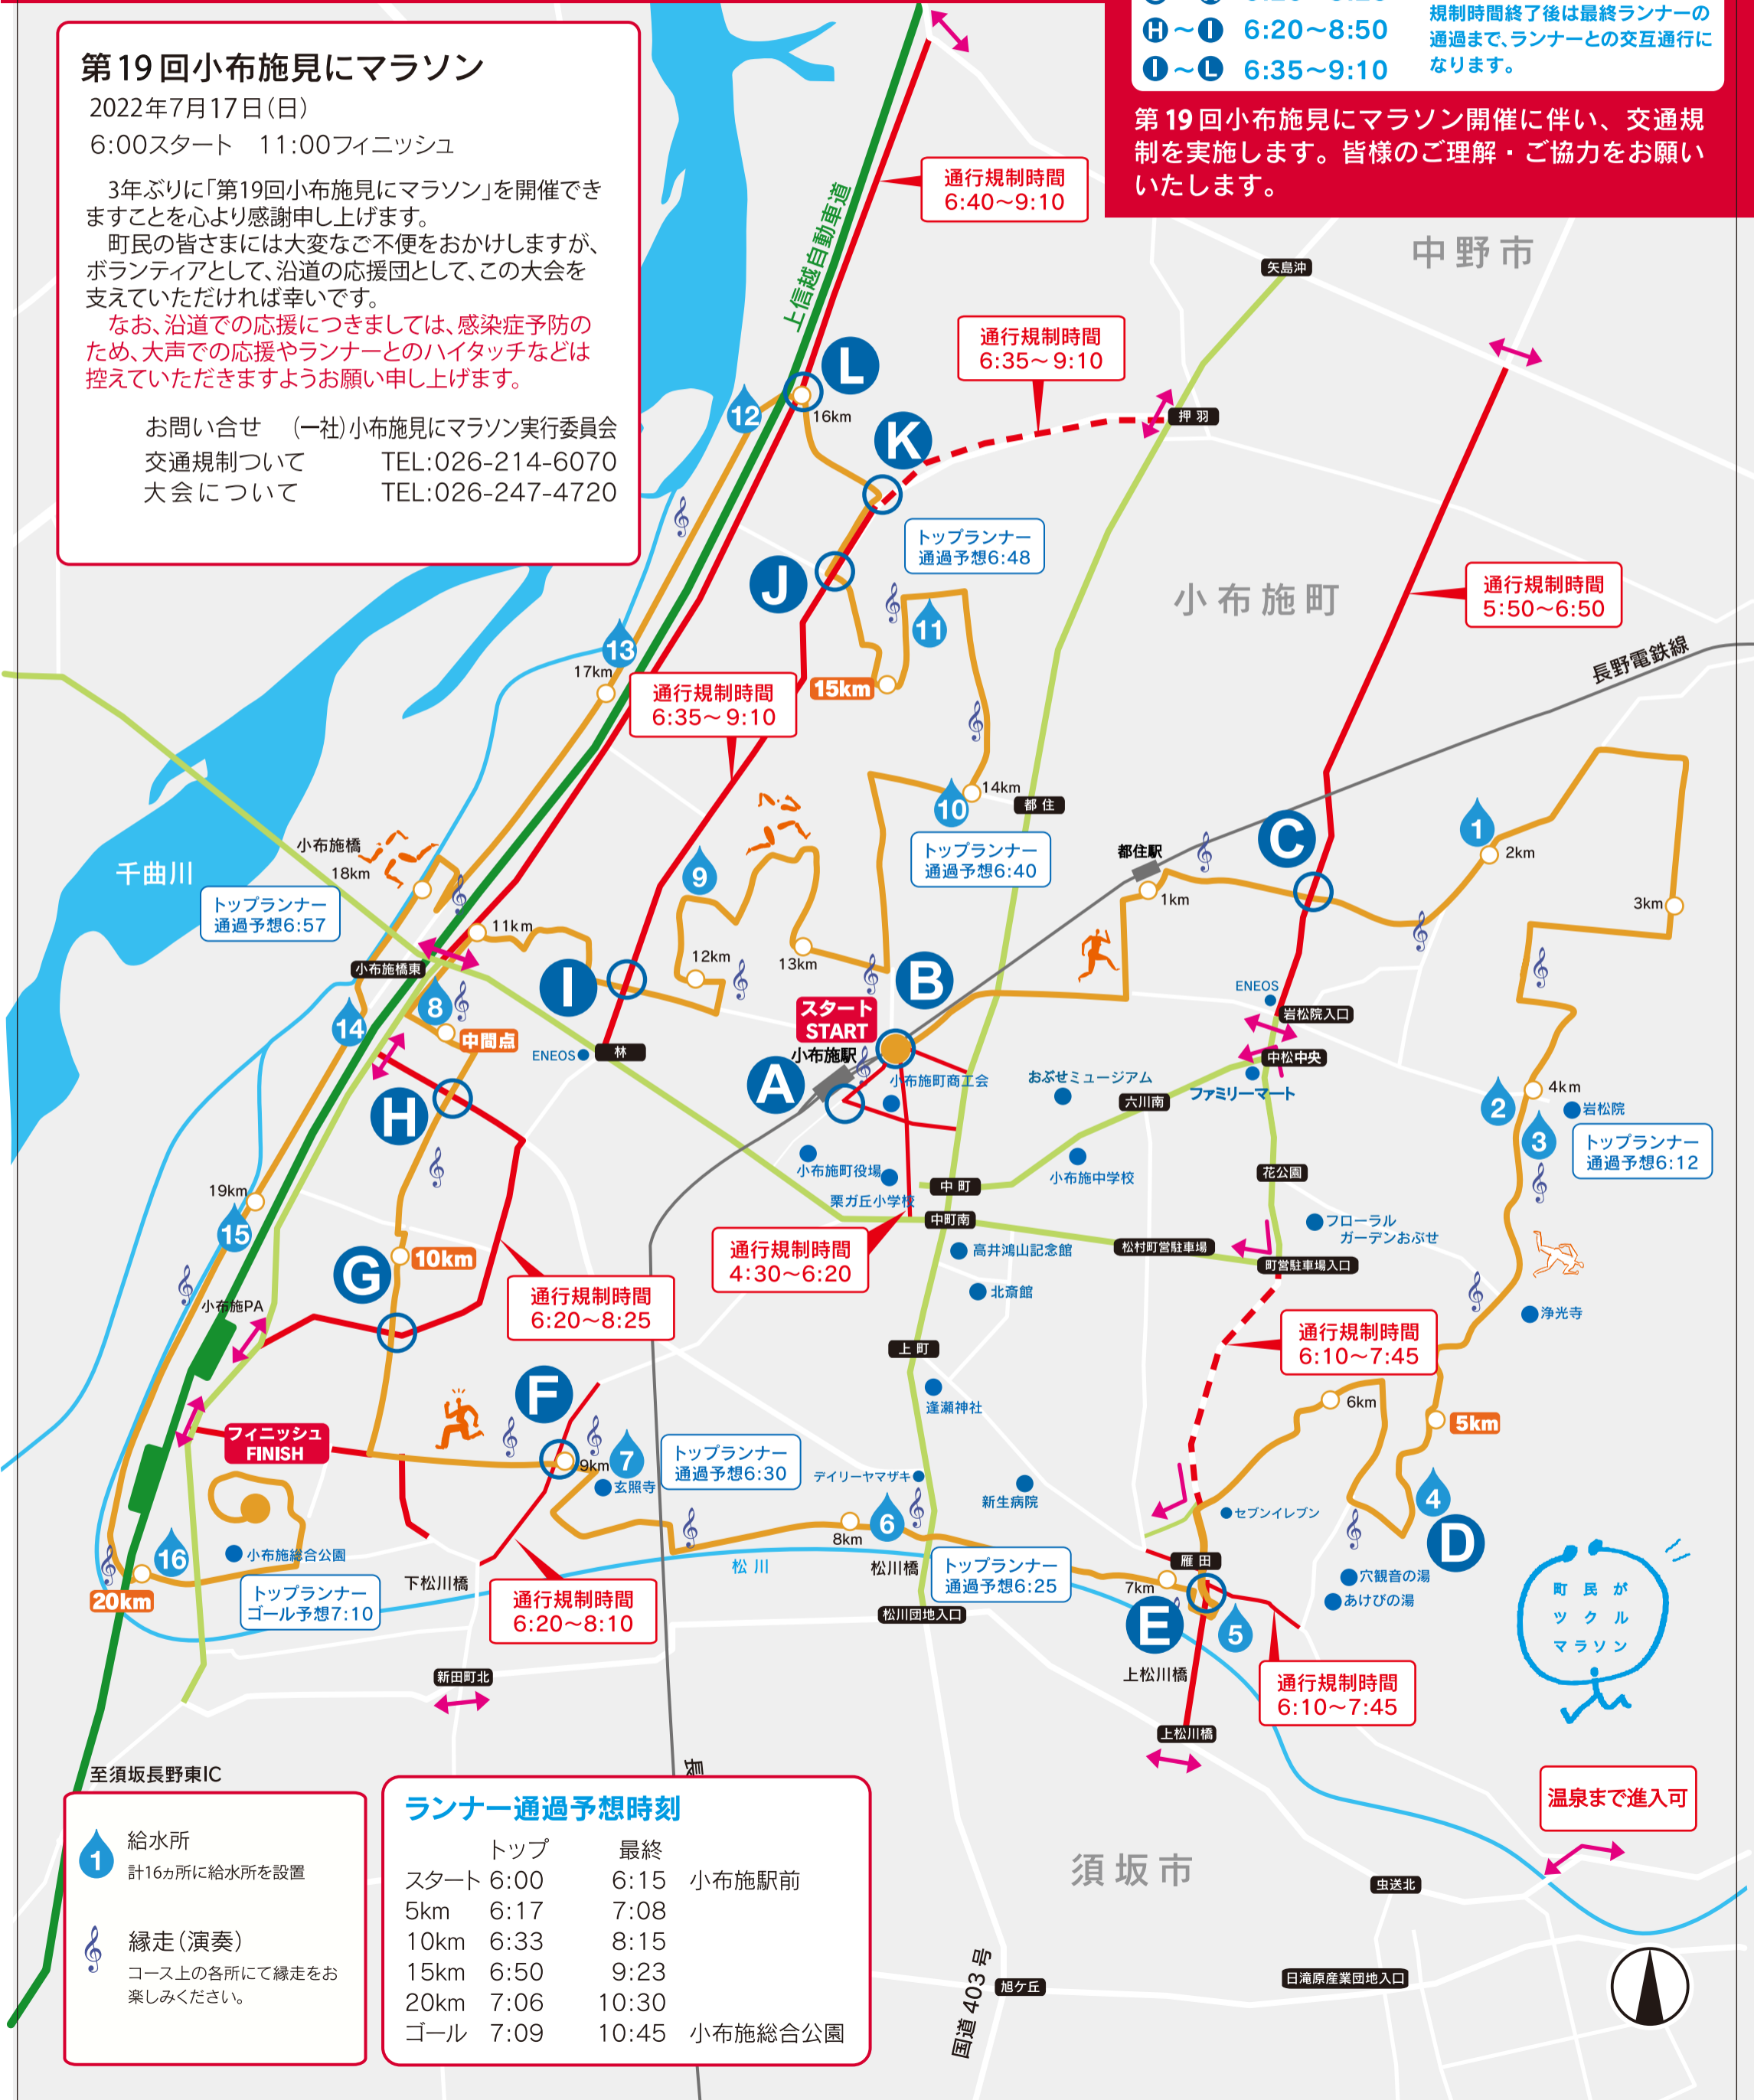 H～I 6:20～8:50
I～L 6:35～9:10
規制時間終了後は最終ランナーの
通過まで、ランナーとの交互通行に
なります。
第19回小布施見にマラソン開催に伴い、交通規
制を実施します。皆様のご理解・ご協力をお願い
いたします。
第19回小布施見にマラソン
2022年7月17日(日)
6:00スタート 11:00フィニッシュ
3年ぶりに「第19回小布施見にマラソン」を開催でき
ますことを心より感謝申し上げます。
町民の皆さまには大変なご不便をおかけしますが、
ボランティアとして、沿道の応援団として、この大会を
支えていただければ幸いです。
なお、沿道での応援につきましては、感染症予防の
ため、大声での応援やランナーとのハイタッチなどは
控えていただきますようお願い申し上げます。
お問い合せ (一社)小布施見にマラソン実行委員会
交通規制ついて TEL:026-214-6070
大会について TEL:026-247-4720
通行規制時間
6:40～9:10
上信越自動車道
中野市
矢島沖
通行規制時間
6:35～9:10
押羽
L
12
16km
K
トップランナー
通過予想6:48
J
小布施町
通行規制時間
5:50～6:50
長野電鉄線
11
13
17km
15km
通行規制時間
6:35～9:10
14km
10
都住
トップランナー
通過予想6:40
都住駅
C
1
2km
3km
1km
小布施橋
18km
千曲川
トップランナー
通過予想6:57
9
11km
12km
13km
小布施橋東
I
B
8
14
中間点
スタート
START
小布施駅
ENEOS
林
A
小布施町商工会
ENEOS
岩松院入口
中松中央
ファミリーマート
おぶせミュージアム
六川南
4km
2
3
岩松院
トップランナー
通過予想6:12
H
小布施町役場
栗ガ丘小学校
小布施中学校
中町
中町南
花公園
19km
15
10km
G
通行規制時間
4:30～6:20
高井鴻山記念館
松村町営駐車場
フローラル
ガーデンおぶせ
町営駐車場入口
北斎館
小布施PA
通行規制時間
6:20～8:25
浄光寺
上町
通行規制時間
6:10～7:45
F
逢瀬神社
6km
5km
フィニッシュ
FINISH
9km
7
玄照寺
トップランナー
通過予想6:30
デイリーヤマザキ
新生病院
セブンイレブン
4
D
6
8km
16
小布施総合公園
20km
トップランナー
ゴール予想7:10
下松川橋
松川
松川橋
トップランナー
通過予想6:25
雁田
7km
穴観音の湯
あけびの湯
通行規制時間
6:20～8:10
松川団地入口
E
5
町民が
ツクル
マラソン
新田町北
上松川橋
通行規制時間
6:10～7:45
上松川橋
至須坂長野東IC
長
温泉まで進入可
1
給水所
計16ヵ所に給水所を設置
縁走(演奏)
コース上の各所にて縁走をお
楽しみください。
ランナー通過予想時刻
トップ 最終
スタート 6:00 6:15 小布施駅前
5km 6:17 7:08
10km 6:33 8:15
15km 6:50 9:23
20km 7:06 10:30
ゴール 7:09 10:45 小布施総合公園
須坂市
虫送北
国道403号
旭ケ丘
日滝原産業団地入口